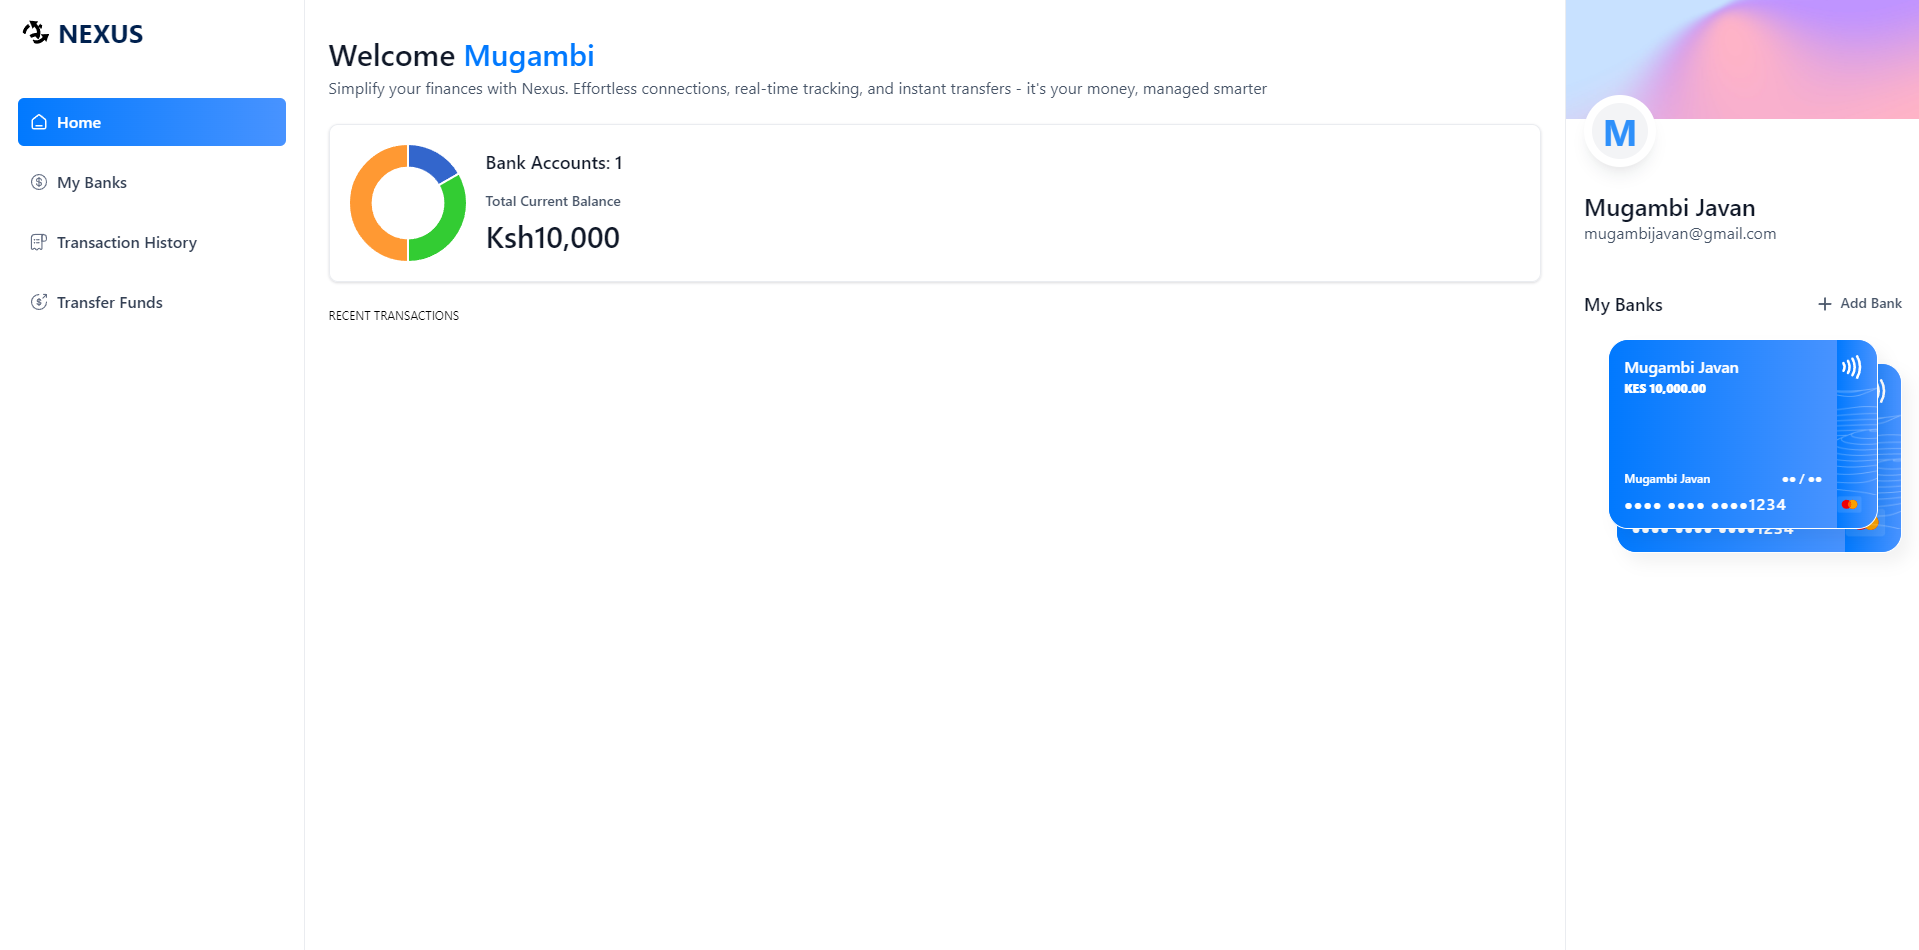 NEXUS
Home
My Banks
Transaction History
Transfer Funds
Welcome Mugambi
Simplify your finances with Nexus. Effortless connections, real-time tracking, and instant transfers - it's your money, managed smarter
Bank Accounts: 1
Total Current Balance
Ksh10,000
RECENT TRANSACTIONS
M
Mugambi Javan
mugambijavan@gmail.com
My Banks
Add Bank
Mugambi Javan
KES 10,000.00
Mugambi Javan ●● / ●●
●●●● ●●●● ●●●●1234
●●●● ●●●● ●●●●1234